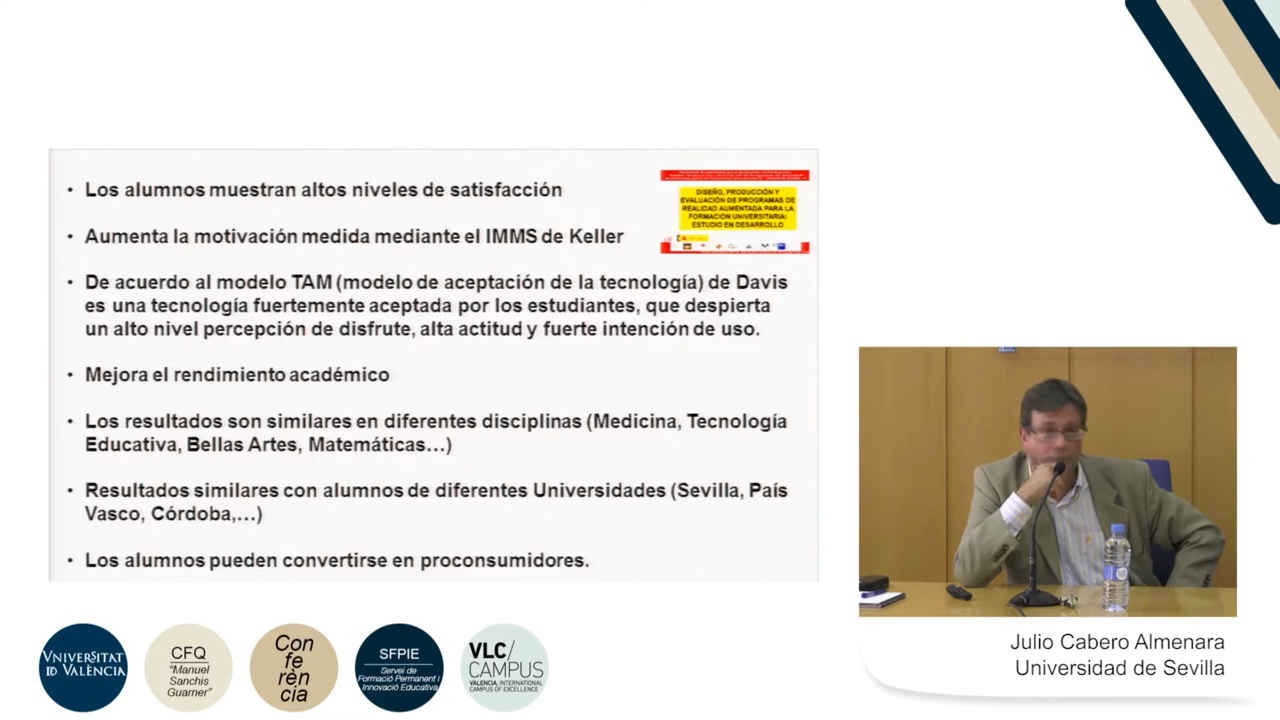 • Los alumnos muestran altos niveles de satisfacción
• Aumenta la motivación medida mediante el IMMS de Keller
• De acuerdo al modelo TAM (modelo de aceptación de la tecnología) de Davis
es una tecnología fuertemente aceptada por los estudiantes, que despierta
un alto nivel percepción de disfrute, alta actitud y fuerte intención de uso.
• Mejora el rendimiento académico
• Los resultados son similares en diferentes disciplinas (Medicina, Tecnología
Educativa, Bellas Artes, Matemáticas...)
• Resultados similares con alumnos de diferentes Universidades (Sevilla, País
Vasco, Córdoba,...)
• Los alumnos pueden convertirse en proconsumidores.
DISEÑO, PRODUCCIÓN Y
EVALUACIÓN DE PROGRAMAS DE
REALIDAD AUMENTADA PARA LA
FORMACIÓN UNIVERSITARIA:
ESTUDIO EN DESARROLLO
Julio Cabero Almenara
Universidad de Sevilla
VNIVERSITAT
ID VALÈNCIA
CFQ
"Manuel
Sanchis
Guarner"
Con
fe
rèn
cia
SFPIE
Servei de
Formació Permanent i
Innovació Educativa
VLC/
CAMPUS
VALENCIA, INTERNATIONAL
CAMPUS OF EXCELLENCE